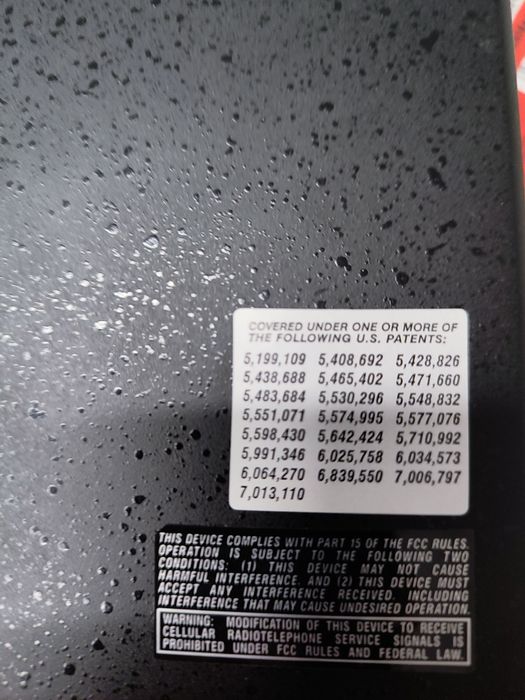 COVERED UNDER ONE OR MORE OF
THE FOLLOWING U.S. PATENTS:
5,199,109 5,408,692 5,428,826
5,438,688 5,465,402 5,471,660
5,483,684 5,530,296 5,548,832
5,551,071 5,574,995 5,577,076
5,598,430 5,642,424 5,710,992
5,991,346 6,025,758 6,034,573
6,064,270 6,839,550 7,006,797
7,013,110
THIS DEVICE COMPLIES WITH PART 15 OF THE FCC RULES.
OPERATION IS SUBJECT TO THE FOLLOWING TWO
CONDITIONS: (1) THIS DEVICE MAY NOT CAUSE
HARMFUL INTERFERENCE. AND (2) THIS DEVICE MUST
ACCEPT ANY INTERFERENCE RECEIVED, INCLUDING
INTERFERENCE THAT MAY CAUSE UNDESIRED OPERATION.
WARNING: MODIFICATION OF THIS DEVICE TO RECEIVE
CELLULAR RADIOTELEPHONE SERVICE SIGNALS IS
PROHIBITED UNDER FCC RULES AND FEDERAL LAW.